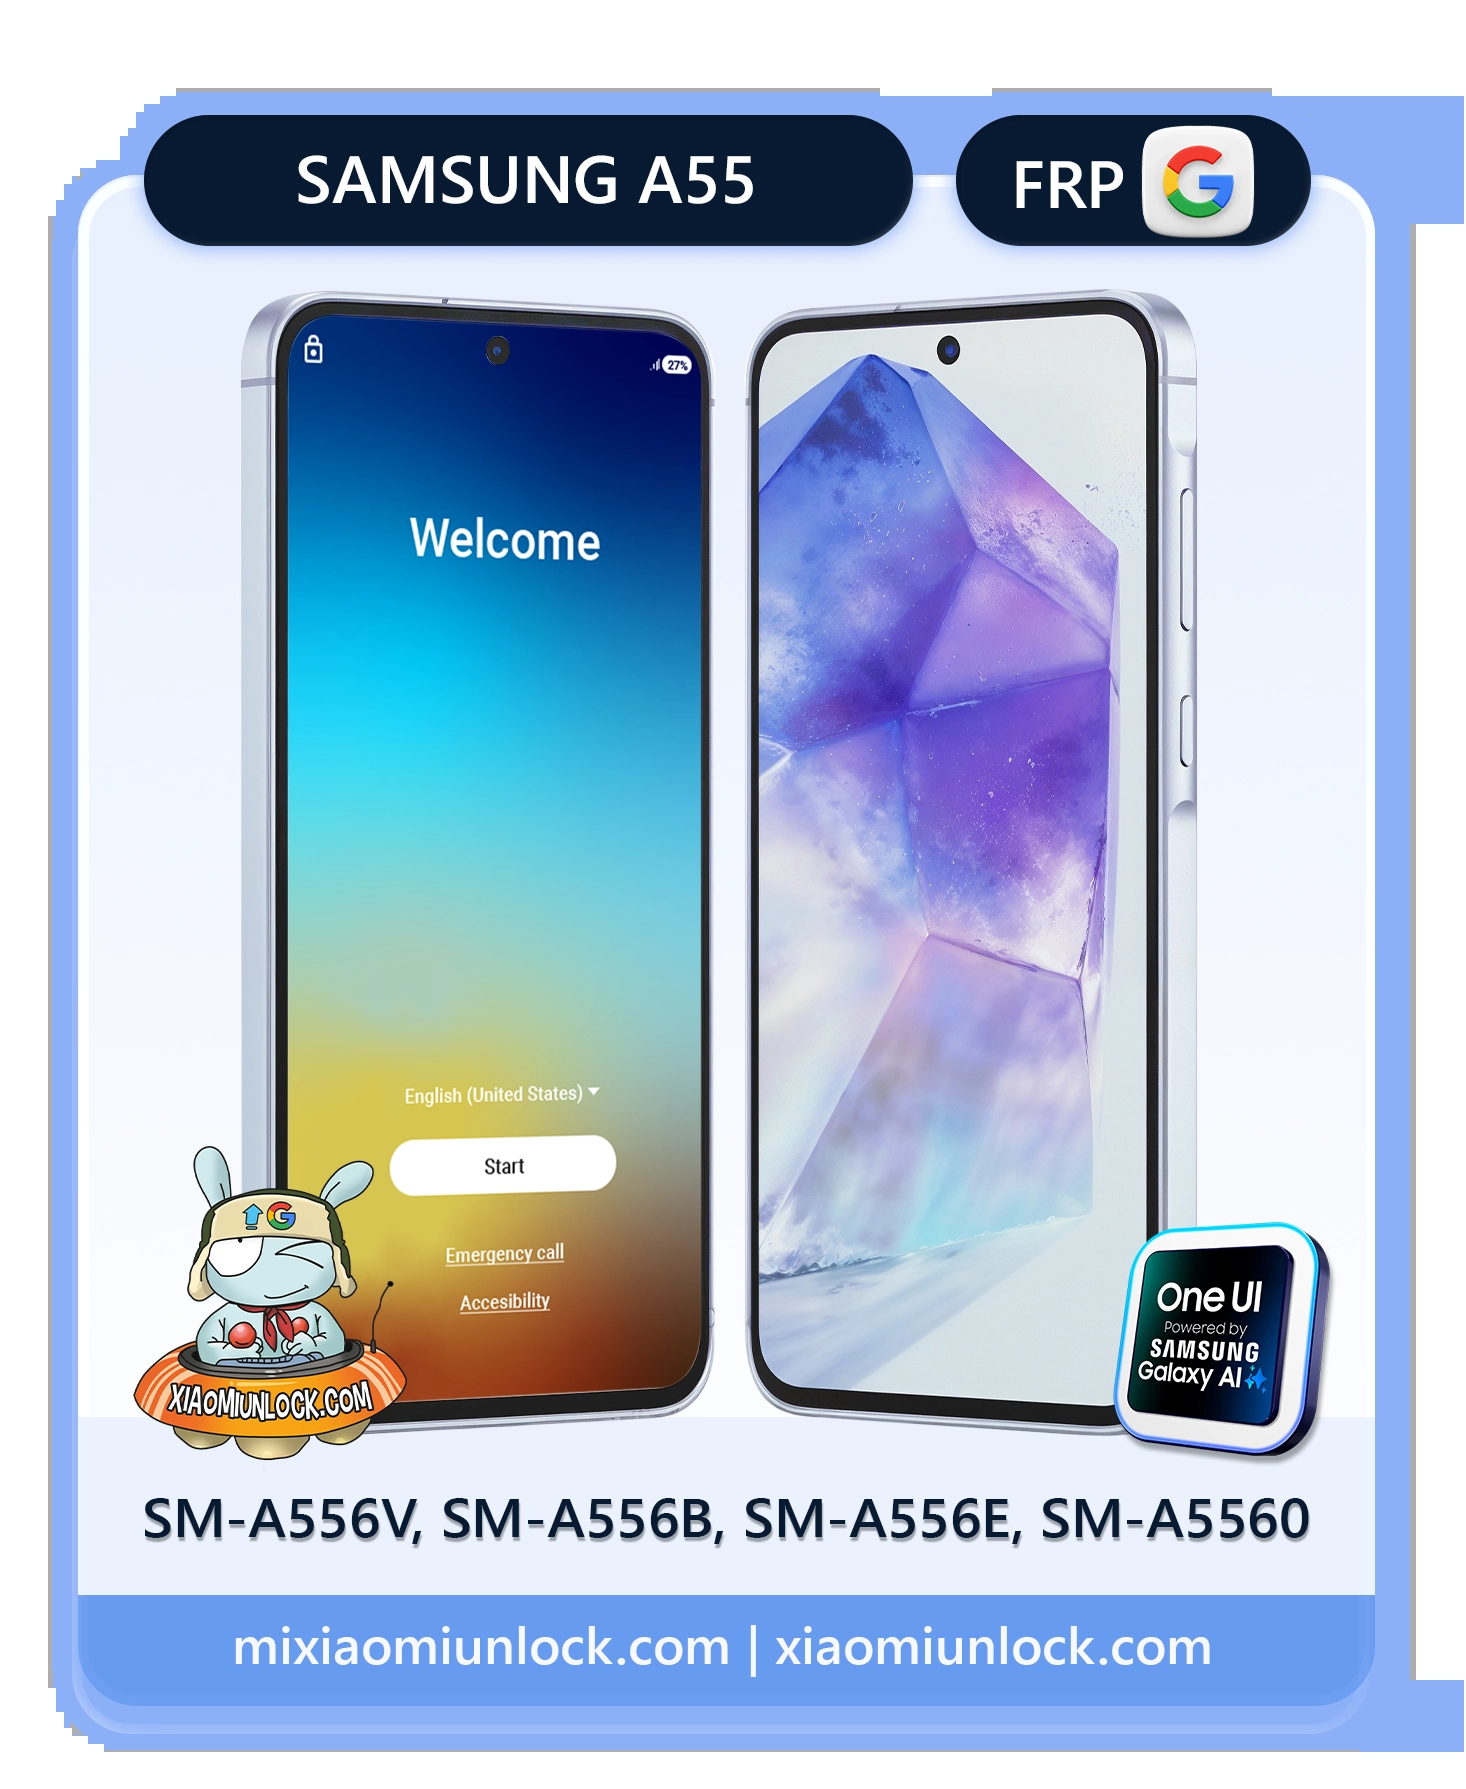 SAMSUNG A55
FRP G
27%
Welcome
English (United States)
Start
Emergency call
Accesibility
G
XIAOMIUNLOCK.COM
One UI
Powered by
SAMSUNG
Galaxy AI
SM-A556V, SM-A556B, SM-A556E, SM-A5560
mixiaomiunlock.com | xiaomiunlock.com